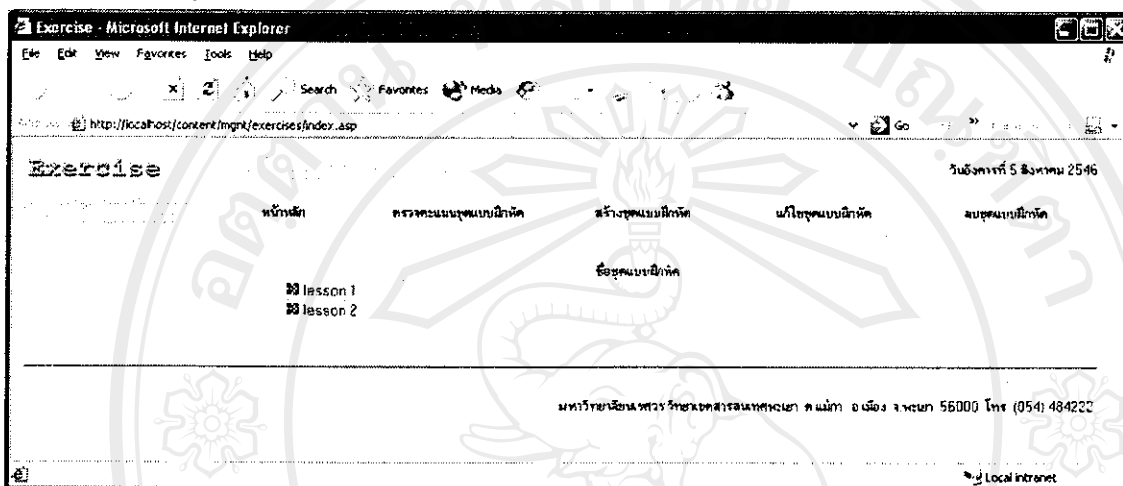 Exercise - Microsoft Internet Explorer
File Edit View Favorites Tools Help
Search Favorites Media
http://localhost/content/mgnt/exercises/index.asp Go
Exercise
วันอังคารที่ 5 สิงหาคม 2546
หน้าหลัก ตรวจคะแนนชุดแบบฝึกหัด สร้างชุดแบบฝึกหัด แก้ไขชุดแบบฝึกหัด ลบชุดแบบฝึกหัด
ชื่อชุดแบบฝึกหัด
lesson 1
lesson 2
มหาวิทยาลัยนเรศวร วิทยาเขตสารสนเทศพะเยา ต.แม่กา อ.เมือง จ.พะเยา 56000 โทร (054) 484222
Local intranet